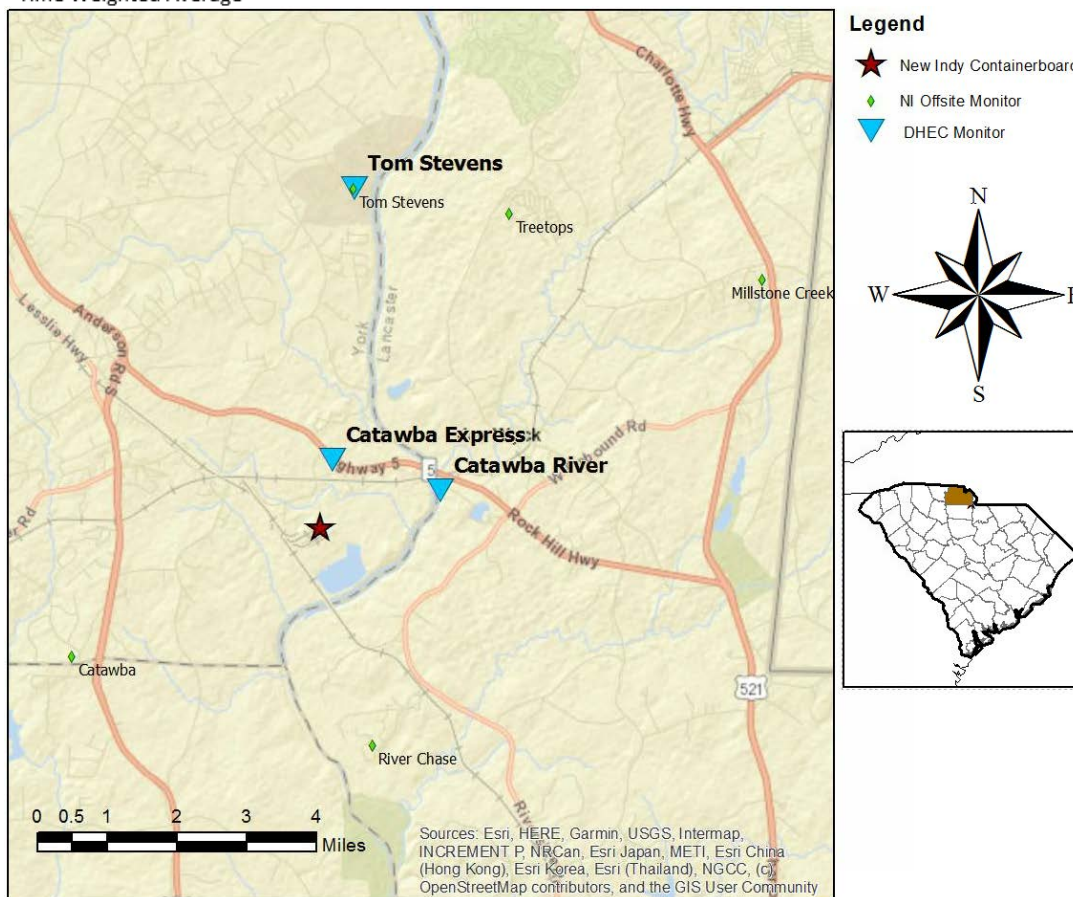 Time Weighted Average
Legend
New Indy Containerboard
NI Offsite Monitor
DHEC Monitor
N
W
S
Charlotte Hwy
Tom Stevens
Tom Stevens
Treetops
Millstone Creek
York
Lancaster
Lesslie Hwy
Anderson Rd S
Catawba Express
Catawba River
5
Rock Hill Hwy
Catawba
521
River Chase
0 0.5 1 2 3 4
Miles
Sources: Esri, HERE, Garmin, USGS, Intermap,
INCREMENT P, NRCan, Esri Japan, METI, Esri China
(Hong Kong), Esri Korea, Esri (Thailand), NGCC, (c)
OpenStreetMap contributors, and the GIS User Community